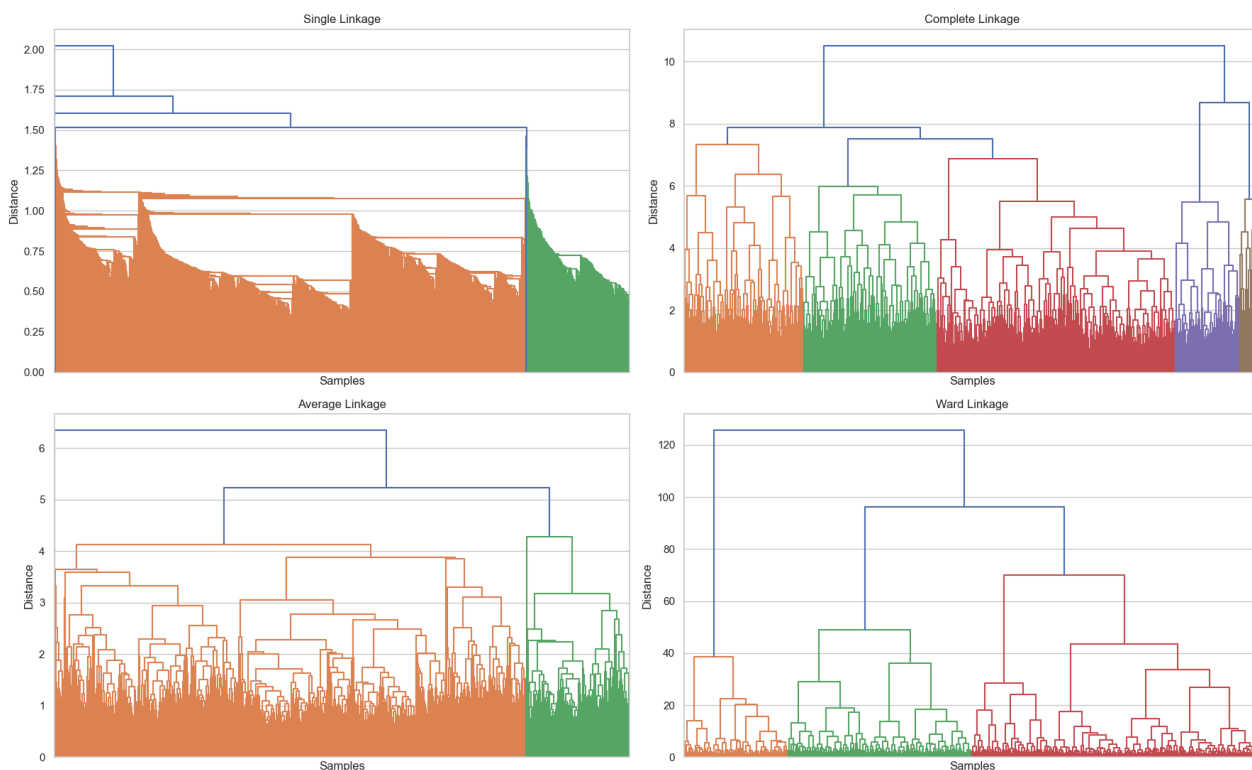 Single Linkage
2.00
1.75
1.50
1.25
1.00
0.75
0.50
0.25
0.00
Distance
Samples
Complete Linkage
10
8
6
4
2
0
Distance
Samples
Average Linkage
6
5
4
3
2
1
0
Distance
Samples
Ward Linkage
120
100
80
60
40
20
0
Distance
Samples